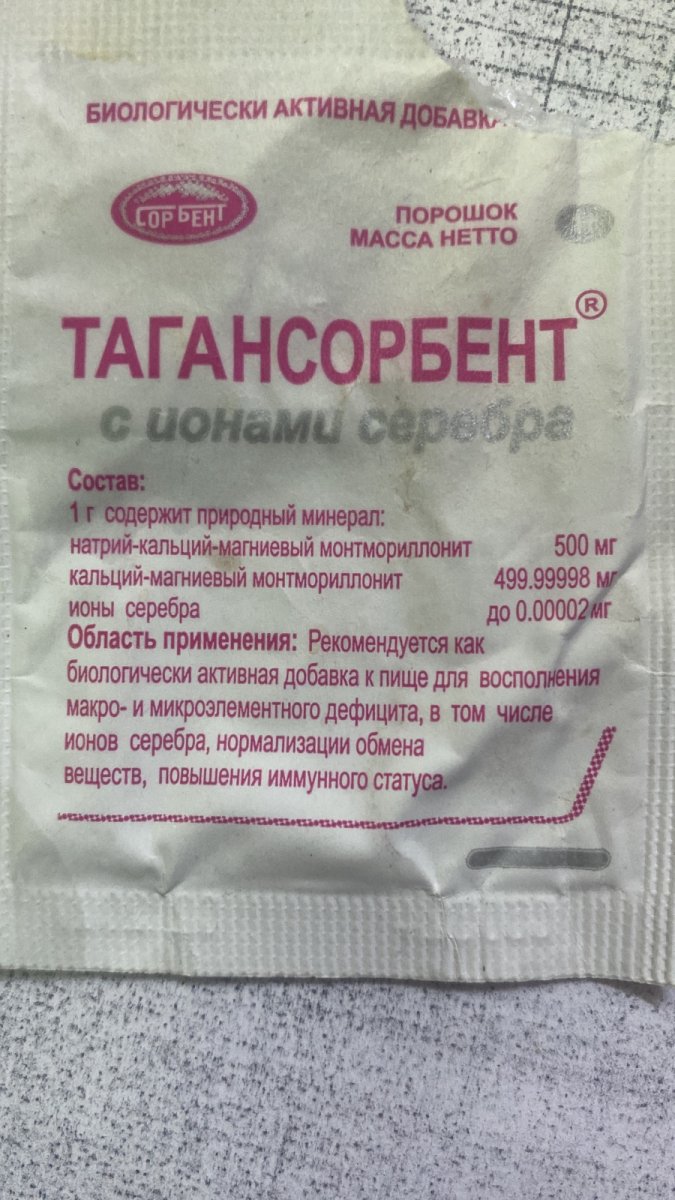 БИОЛОГИЧЕСКИ АКТИВНАЯ ДОБАВКА
СОРБЕНТ
ПОРОШОК
МАССА НЕТТО
ТАГАНСОРБЕНТ®
с ионами серебра
Состав:
1 г содержит природный минерал:
натрий-кальций-магниевый монтмориллонит 500 мг
кальций-магниевый монтмориллонит 499.99998 мг
ионы серебра до 0.00002 мг
Область применения: Рекомендуется как
биологически активная добавка к пище для восполнения
макро- и микроэлементного дефицита, в том числе
ионов серебра, нормализации обмена
веществ, повышения иммунного статуса.